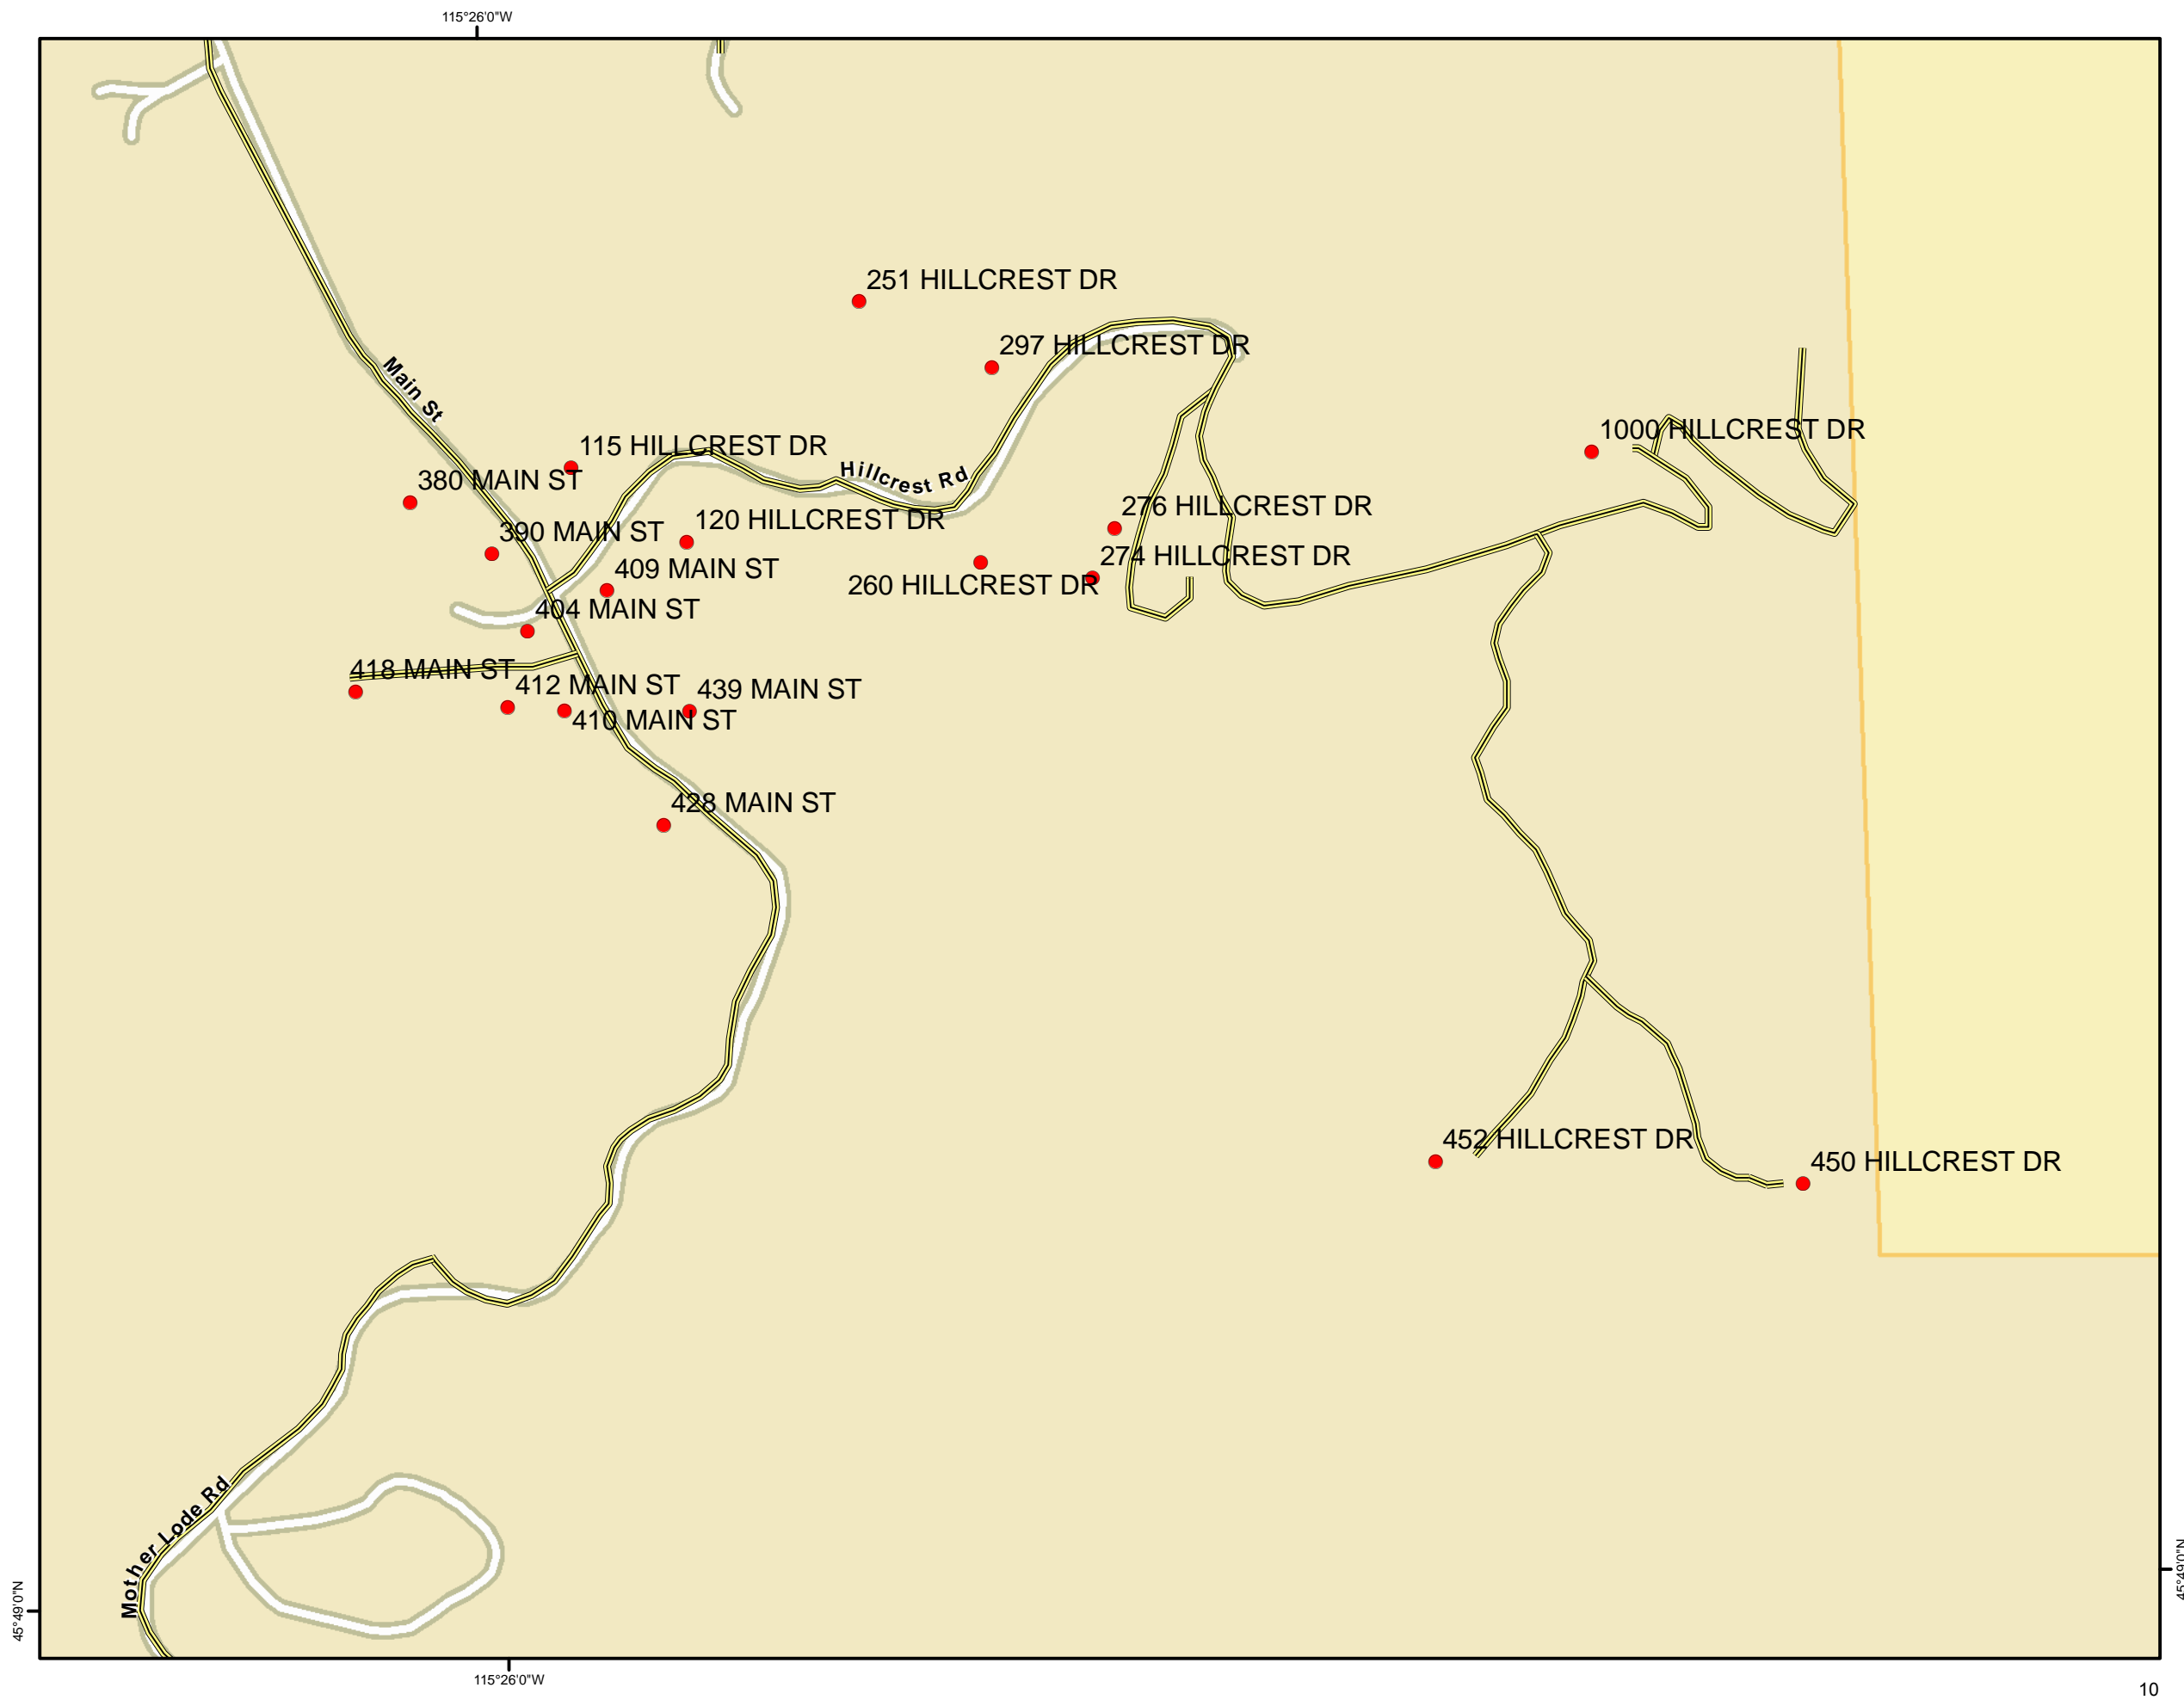 115°26'0"W
251 HILLCREST DR
297 HILLCREST DR
Main St
1000 HILLCREST DR
115 HILLCREST DR
Hillcrest Rd
380 MAIN ST
276 HILLCREST DR
120 HILLCREST DR
390 MAIN ST
274 HILLCREST DR
409 MAIN ST
260 HILLCREST DR
404 MAIN ST
418 MAIN ST
412 MAIN ST
439 MAIN ST
410 MAIN ST
428 MAIN ST
452 HILLCREST DR
450 HILLCREST DR
Mother Lode Rd
45°49'0"N
45°49'0"N
115°26'0"W
10